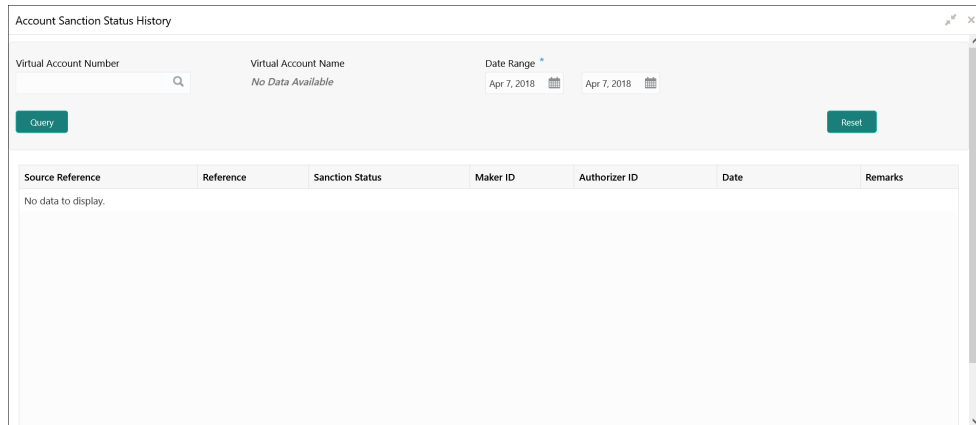 Account Sanction Status History
Virtual Account Number Virtual Account Name Date Range *
No Data Available Apr 7, 2018 Apr 7, 2018
Query Reset
Source Reference Reference Sanction Status Maker ID Authorizer ID Date Remarks
No data to display.